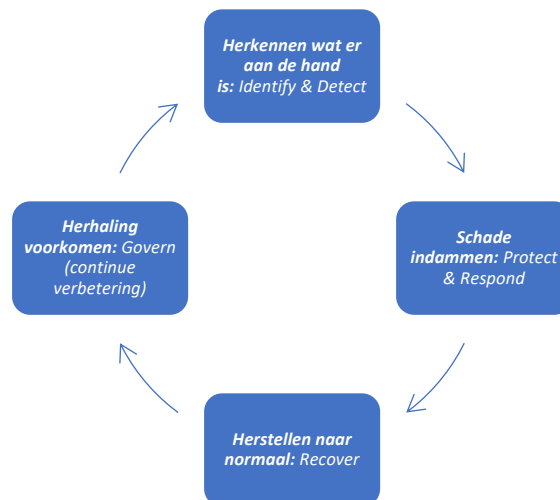 Herkennen wat er
aan de hand
is: Identify & Detect
Schade
indammen: Protect
& Respond
Herstellen naar
normaal: Recover
Herhaling
voorkomen: Govern
(continue
verbetering)